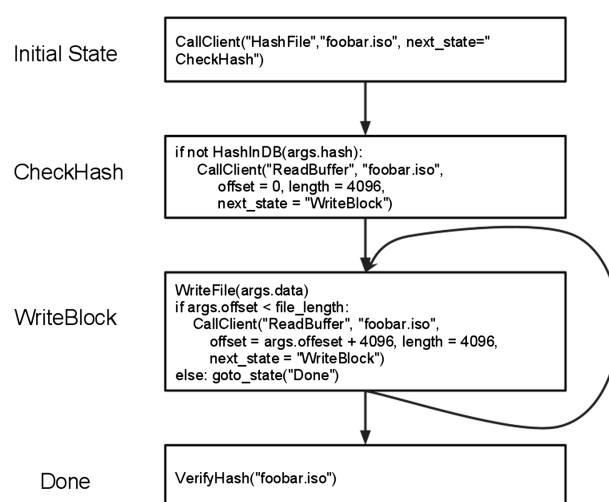 Initial State
CallClient("HashFile","foobar.iso", next_state="
CheckHash")
CheckHash
if not HashInDB(args.hash):
CallClient("ReadBuffer", "foobar.iso",
offset = 0, length = 4096,
next_state = "WriteBlock")
WriteBlock
WriteFile(args.data)
if args.offset < file_length:
CallClient("ReadBuffer", "foobar.iso",
offset = args.offeset + 4096, length = 4096,
next_state = "WriteBlock")
else: goto_state("Done")
Done
VerifyHash("foobar.iso")